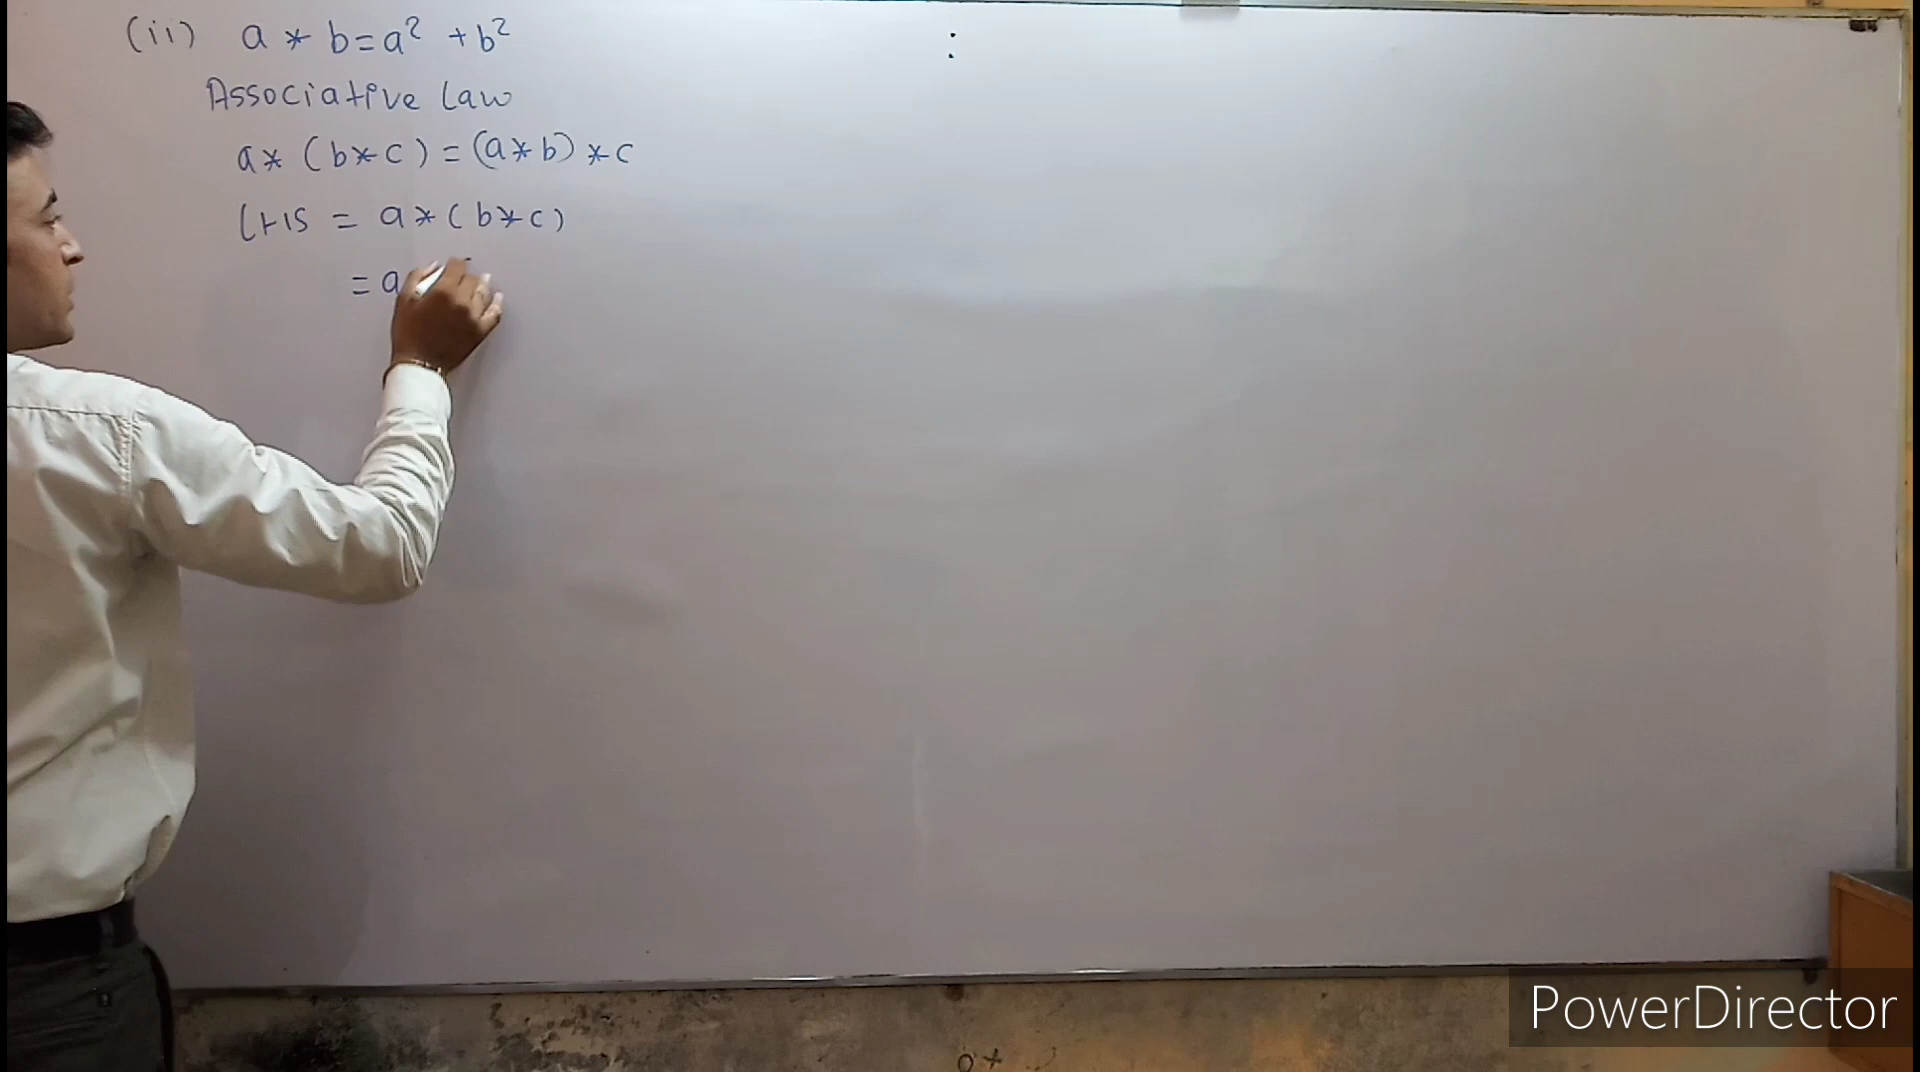 (ii) a * b = a² + b²
Associative Law
a * (b * c) = (a * b) * c
LHS = a * (b * c)
= a
PowerDirector